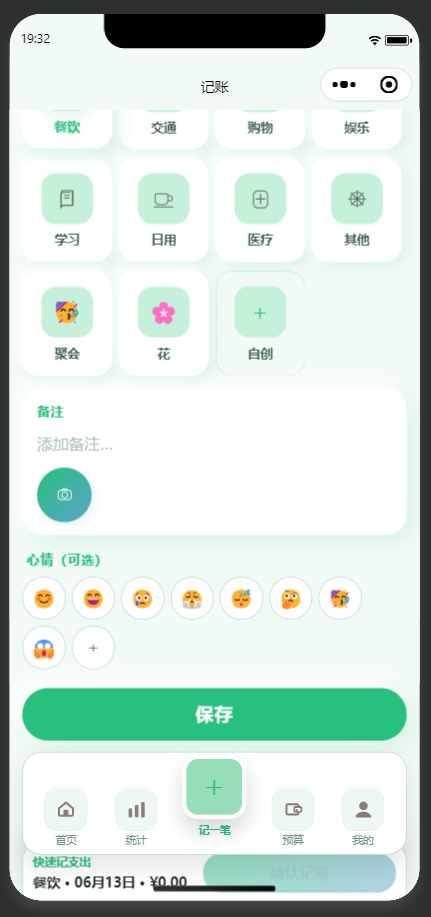 19:32
记账
餐饮 交通 购物 娱乐
学习 日用 医疗 其他
聚会 花 自创
备注
添加备注...
心情（可选）
保存
首页 统计 记一笔 预算 我的
快速记支出
餐饮 • 06月13日 • ¥0.00
确认记账